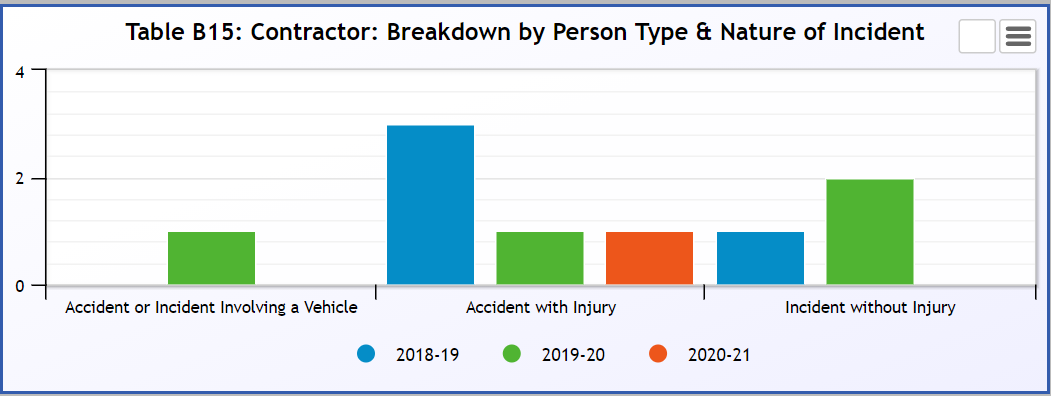 Table B15: Contractor: Breakdown by Person Type & Nature of Incident
4
2
0
Accident or Incident Involving a Vehicle Accident with Injury Incident without Injury
2018-19 2019-20 2020-21